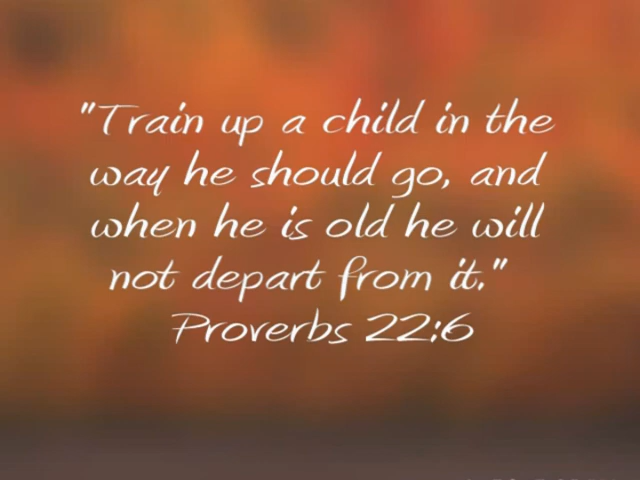 "Train up a child in the
way he should go, and
when he is old he will
not depart from it."
Proverbs 22:6